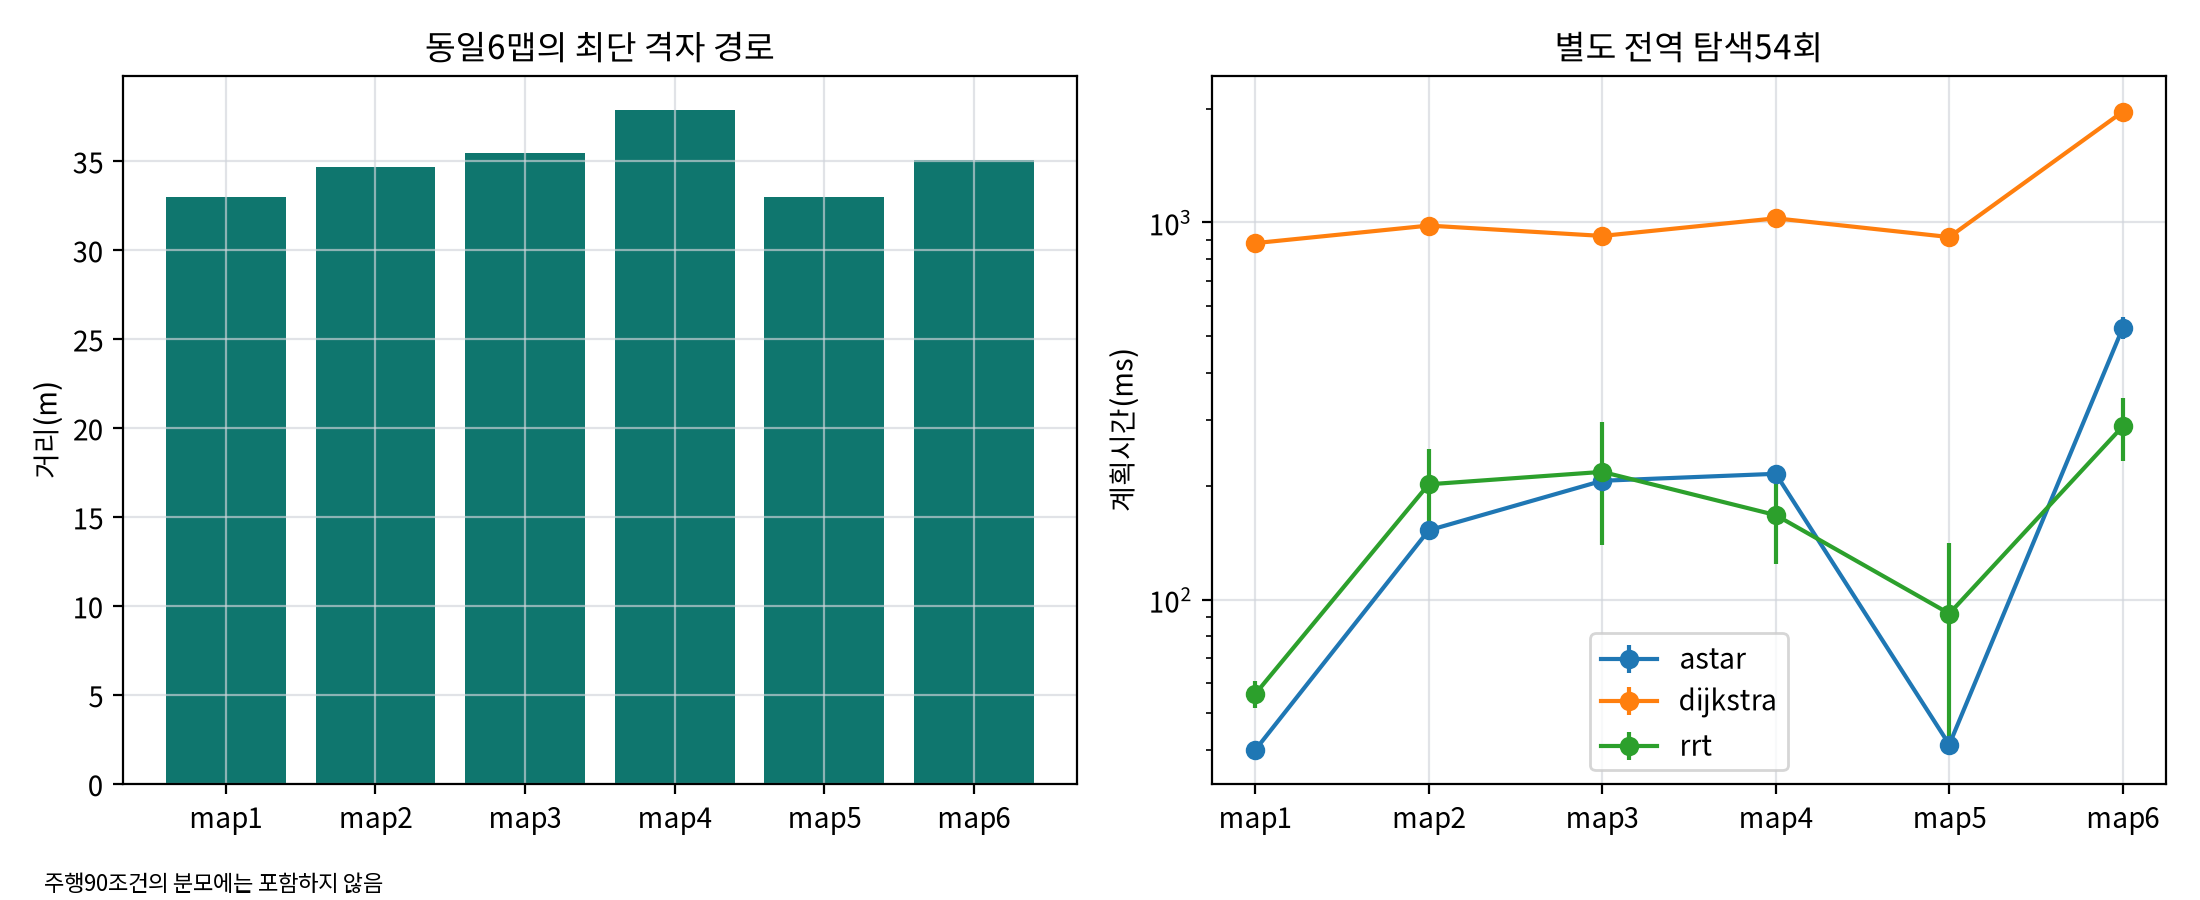 동일6맵의 최단 격자 경로
거리(m)
35
30
25
20
15
10
5
0
map1 map2 map3 map4 map5 map6
별도 전역 탐색54회
계획시간(ms)
10³
10²
astar
dijkstra
rrt
map1 map2 map3 map4 map5 map6
주행90조건의 분모에는 포함하지 않음